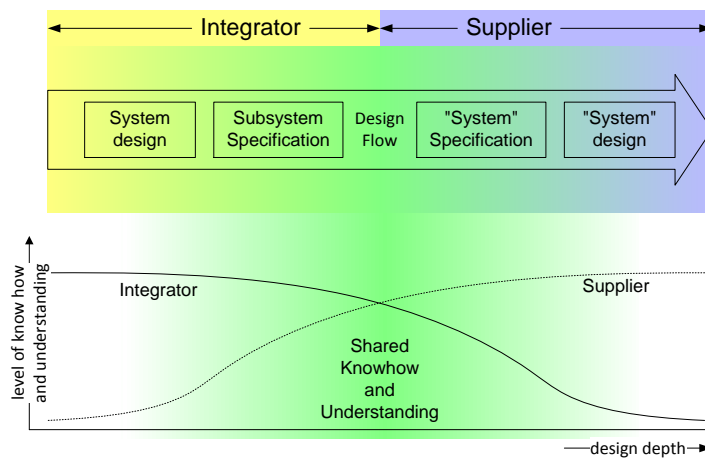 Integrator
Supplier
System
design
Subsystem
Specification
Design
Flow
"System"
Specification
"System"
design
level of know how
and understanding
Integrator
Supplier
Shared
Knowhow
and
Understanding
design depth